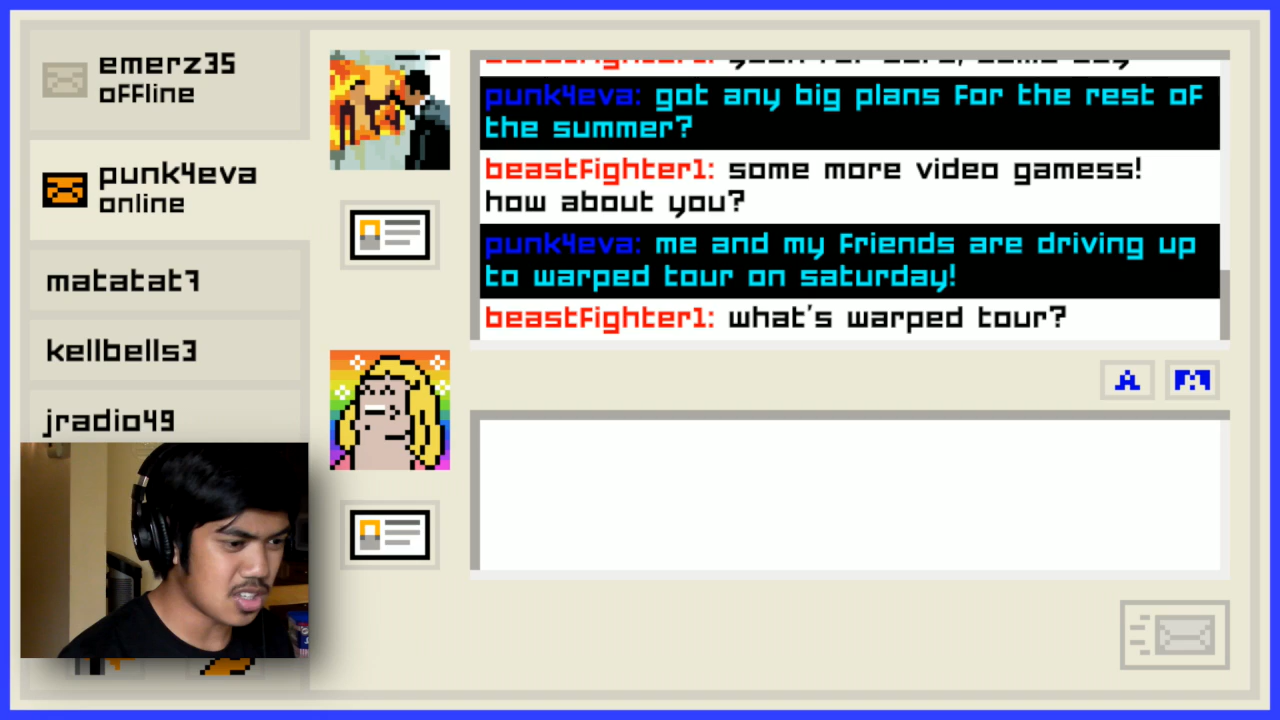 emerz35
offline
punk4eva
online
matatat7
kellbells3
jradio49
punk4eva: got any big plans for the rest of
the summer?
beastfighter1: some more video gamess!
how about you?
punk4eva: me and my friends are driving up
to warped tour on saturday!
beastfighter1: what's warped tour?
A